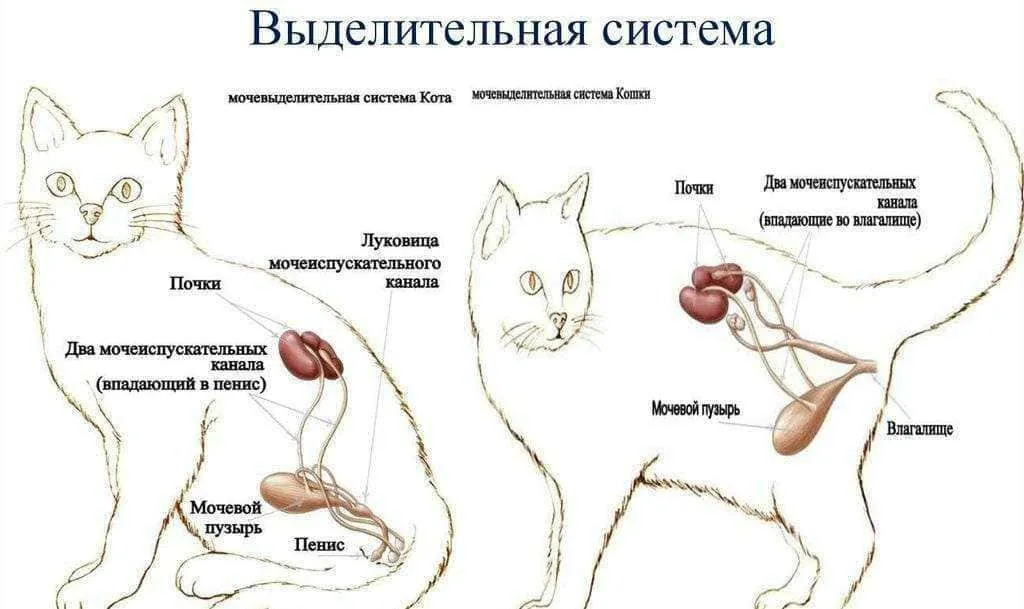 Выделительная система
мочевыделительная система Кота
мочевыделительная система Кошки
Луковица
мочеиспускательного
канала
Почки
Два мочеиспускательных
канала
(впадающий в пенис)
Мочевой
пузырь
Пенис
Почки
Два мочеиспускательных
канала
(впадающие во влагалище)
Мочевой пузырь
Влагалище